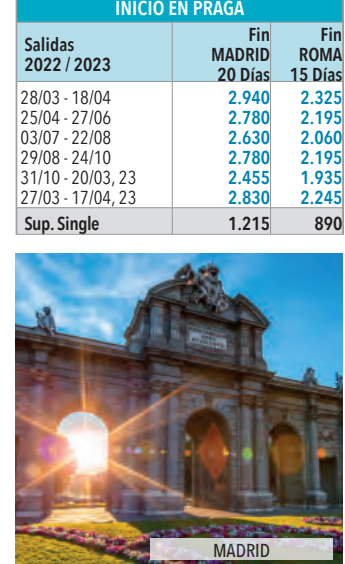 INICIO EN PRAGA
Salidas
2022 / 2023
Fin
MADRID
20 Días
Fin
ROMA
15 Días
28/03 - 18/04 2.940 2.325
25/04 - 27/06 2.780 2.195
03/07 - 22/08 2.630 2.060
29/08 - 24/10 2.780 2.195
31/10 - 20/03, 23 2.455 1.935
27/03 - 17/04, 23 2.830 2.245
Sup. Single 1.215 890
MADRID